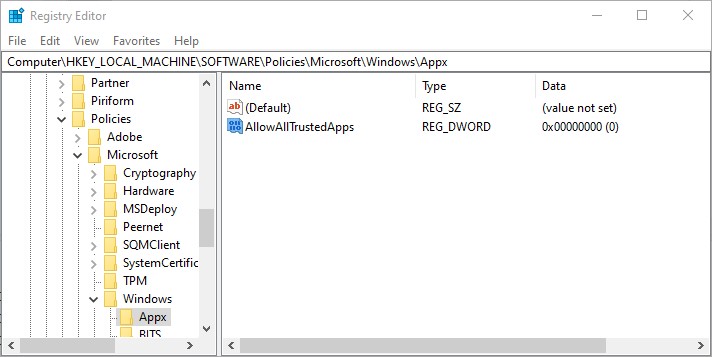 Registry Editor
File Edit View Favorites Help
Computer\HKEY_LOCAL_MACHINE\SOFTWARE\Policies\Microsoft\Windows\Appx
Partner
Piriform
Policies
Adobe
Microsoft
Cryptography
Hardware
MSDeploy
Peernet
SQMClient
SystemCertific
TPM
Windows
Appx
BITS
Name Type Data
ab (Default) REG_SZ (value not set)
AllowAllTrustedApps REG_DWORD 0x00000000 (0)